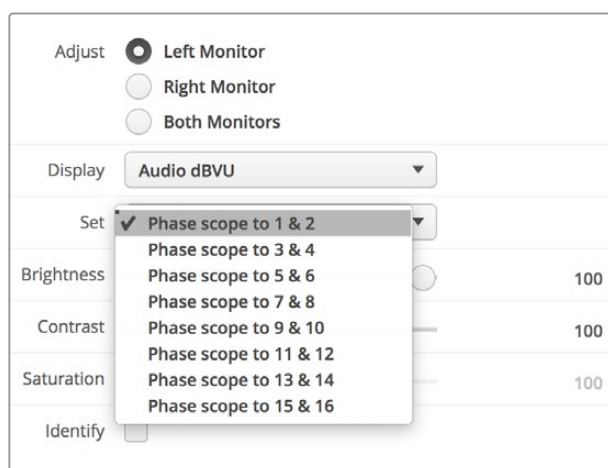 Adjust Left Monitor
Right Monitor
Both Monitors
Display Audio dBVU
Set Phase scope to 1 & 2
Phase scope to 3 & 4
Brightness Phase scope to 5 & 6 100
Phase scope to 7 & 8
Contrast Phase scope to 9 & 10 100
Phase scope to 11 & 12
Saturation Phase scope to 13 & 14 100
Phase scope to 15 & 16
Identify